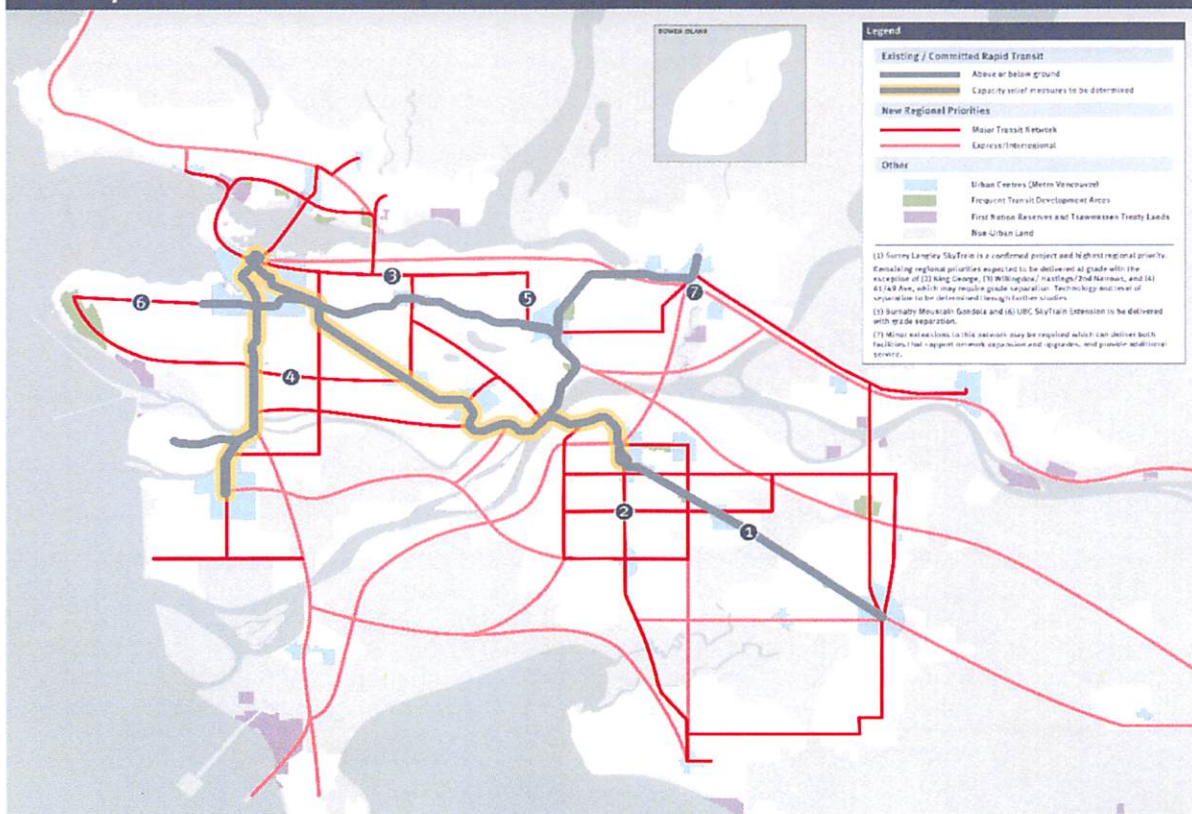 BOWEN ISLAND
Legend
Existing / Committed Rapid Transit
Above or below ground
Capacity relief measures to be determined
New Regional Priorities
Major Transit Network
Express/Interregional
Other
Urban Centres (Metro Vancouver)
Frequent Transit Development Areas
First Nation Reserves and Tsawwassen Treaty Lands
Non-Urban Land
(1) Surrey Langley SkyTrain is a confirmed project and highest regional priority.
Remaining regional priorities expected to be delivered at grade with the
exception of (2) King George, (3) Willingdon/ Hastings/2nd Narrows, and (4)
41/49 Ave, which may require grade separation. Technology and level of
separation to be determined through further studies.
(5) Burnaby Mountain Gondola and (6) UBC SkyTrain Extension to be delivered
with grade separation.
(7) Minor extensions to this network may be required which can deliver both
facilities that support network expansion and upgrades, and provide additional
service.
3
7
5
6
4
2
1